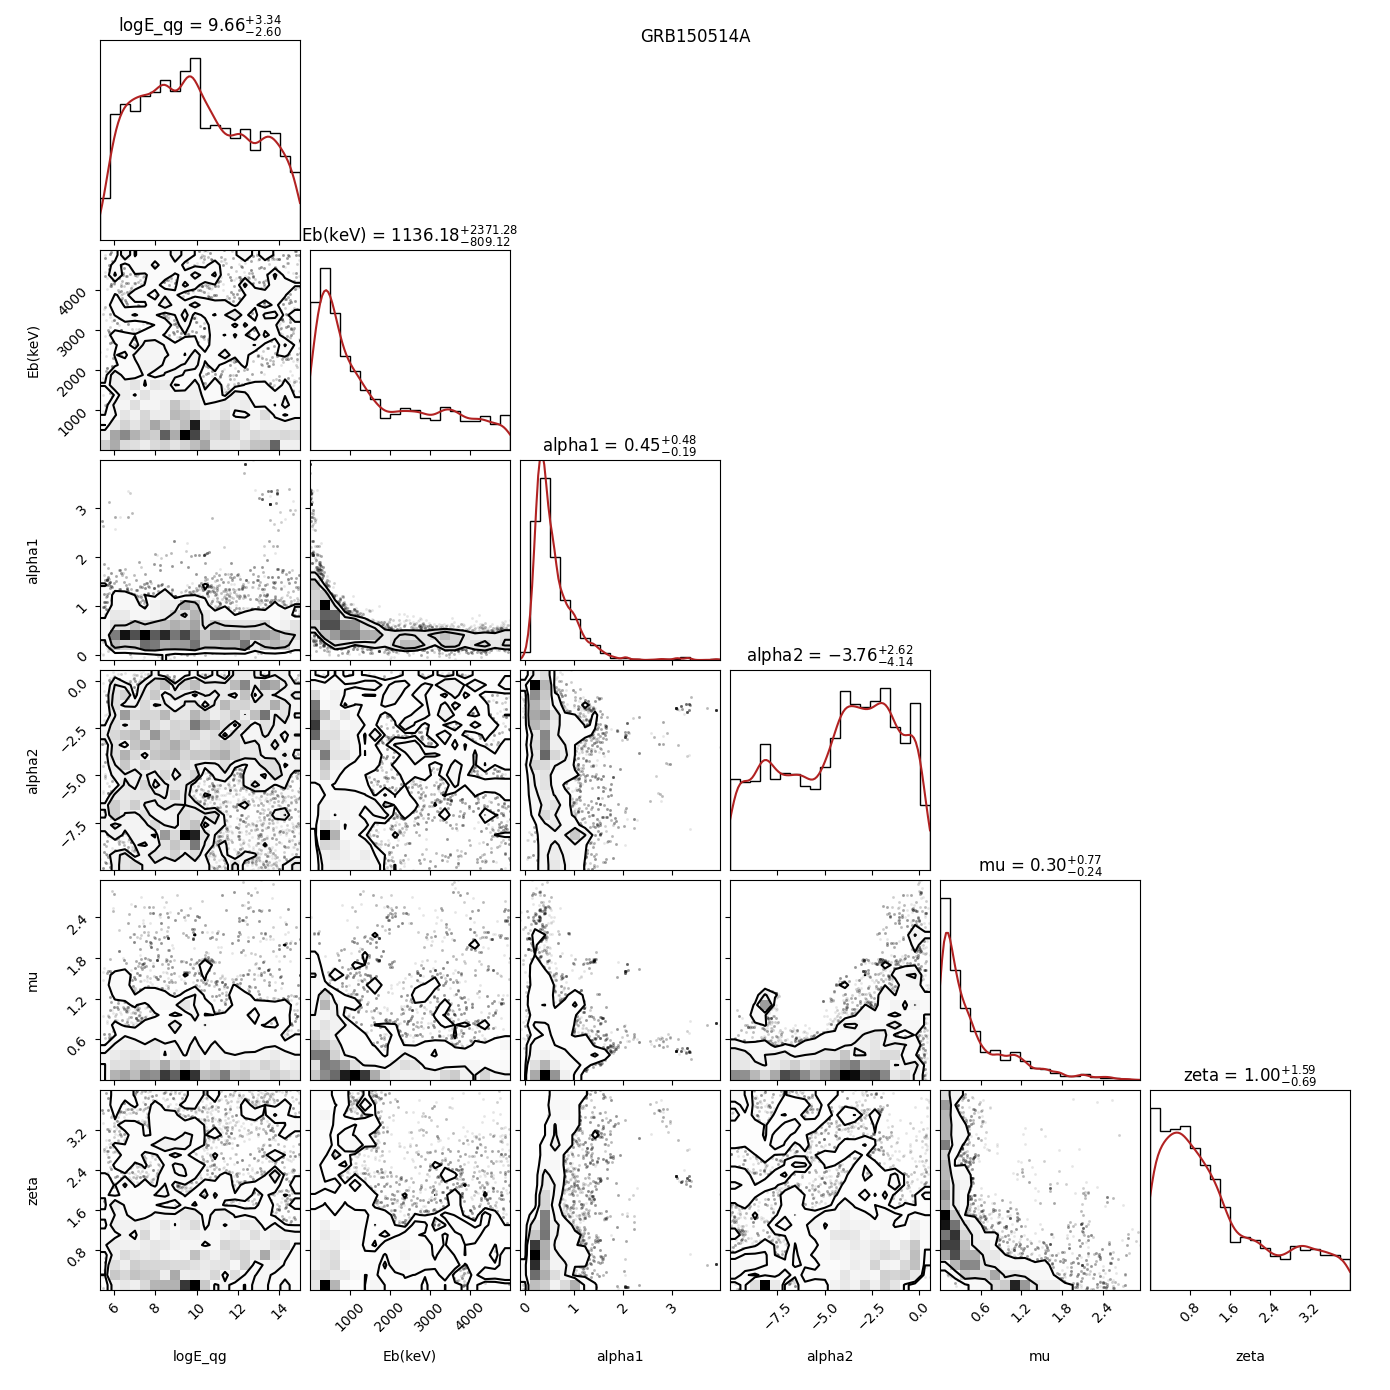 GRB150514A
logE_qg = 9.66^{+3.34}_{-2.60}
Eb(keV) = 1136.18^{+2371.28}_{-809.12}
4000
3000
2000
1000
Eb(keV)
alpha1 = 0.45^{+0.48}_{-0.19}
3
2
1
0
alpha1
alpha2 = −3.76^{+2.62}_{-4.14}
0.0
−2.5
−5.0
−7.5
alpha2
mu = 0.30^{+0.77}_{-0.24}
2.4
1.8
1.2
0.6
mu
zeta = 1.00^{+1.59}_{-0.69}
3.2
2.4
1.6
0.8
zeta
6 8 10 12 14
1000 2000 3000 4000
0 1 2 3
−7.5 −5.0 −2.5 0.0
0.6 1.2 1.8 2.4
0.8 1.6 2.4 3.2
logE_qg Eb(keV) alpha1 alpha2 mu zeta